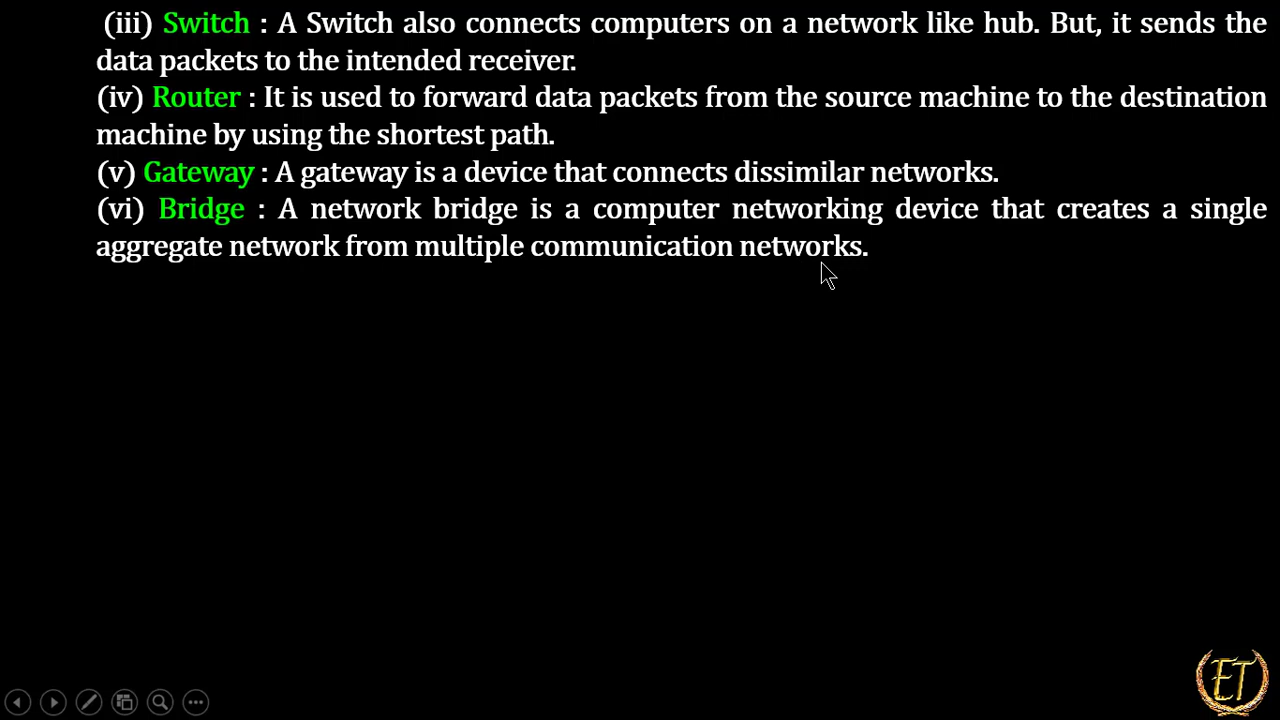 (iii) Switch : A Switch also connects computers on a network like hub. But, it sends the
data packets to the intended receiver.
(iv) Router : It is used to forward data packets from the source machine to the destination
machine by using the shortest path.
(v) Gateway : A gateway is a device that connects dissimilar networks.
(vi) Bridge : A network bridge is a computer networking device that creates a single
aggregate network from multiple communication networks.
ET